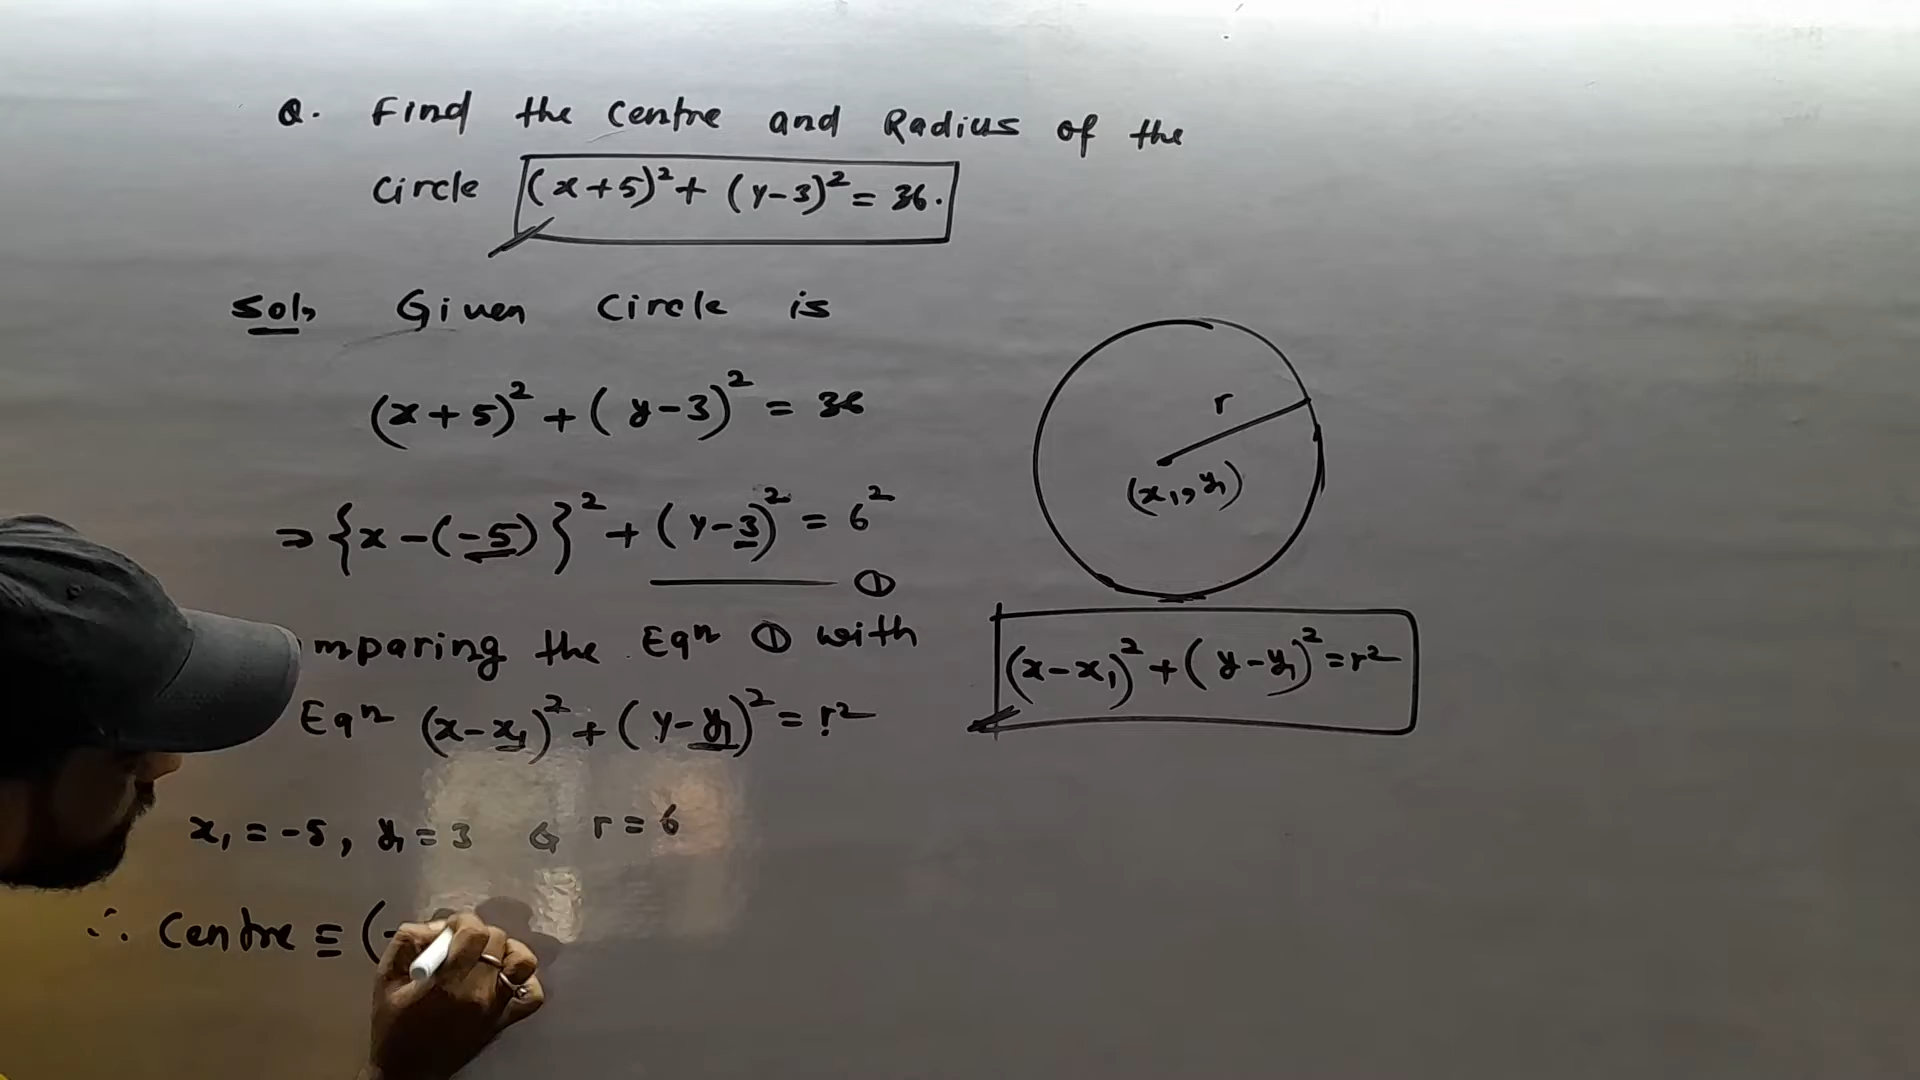 Q. Find the Centre and Radius of the
Circle (x+5)²+ (y-3)²= 36.
Sol, Given Circle is
(x+5)² + (y-3)² = 36
⇒ {x-(-5)}² + (y-3)² = 6²
①
mparing the Eqⁿ ① with
Eqⁿ (x-x₁)² + (y-y₁)² = r²
x₁ = -5, y₁ = 3 & r = 6
∴ Centre ≡ (-
r
(x₁, y₁)
(x-x₁)² + (y-y₁)² = r²